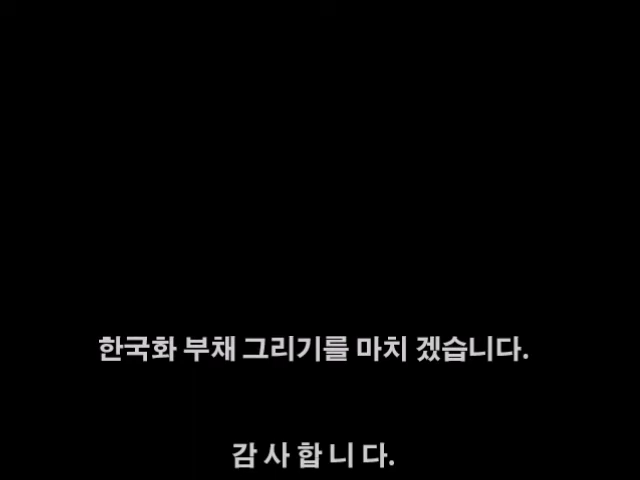 한국화 부채 그리기를 마치 겠습니다.
감 사 합 니 다.